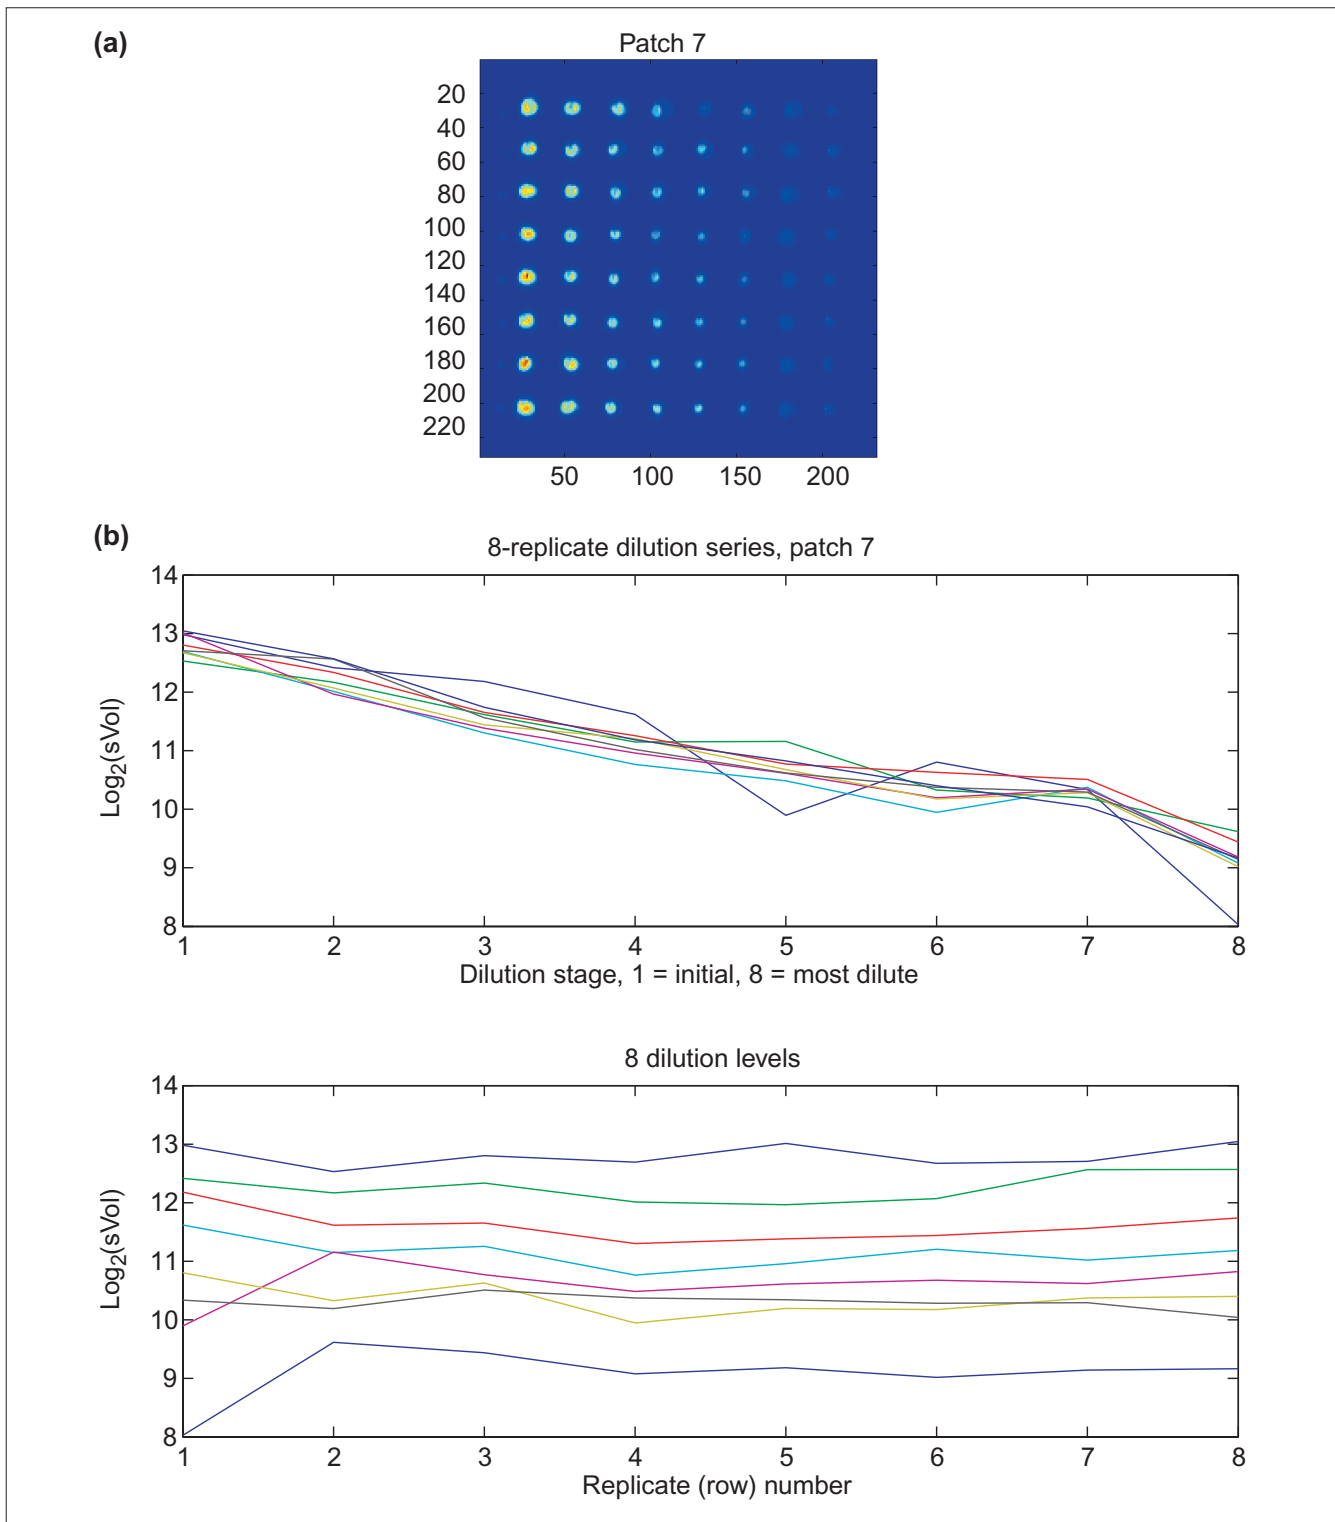 (a)
Patch 7
20
40
60
80
100
120
140
160
180
200
220
50 100 150 200
(b)
8-replicate dilution series, patch 7
14
13
12
11
10
9
8
Log2(sVol)
1 2 3 4 5 6 7 8
Dilution stage, 1 = initial, 8 = most dilute
8 dilution levels
14
13
12
11
10
9
8
Log2(sVol)
1 2 3 4 5 6 7 8
Replicate (row) number